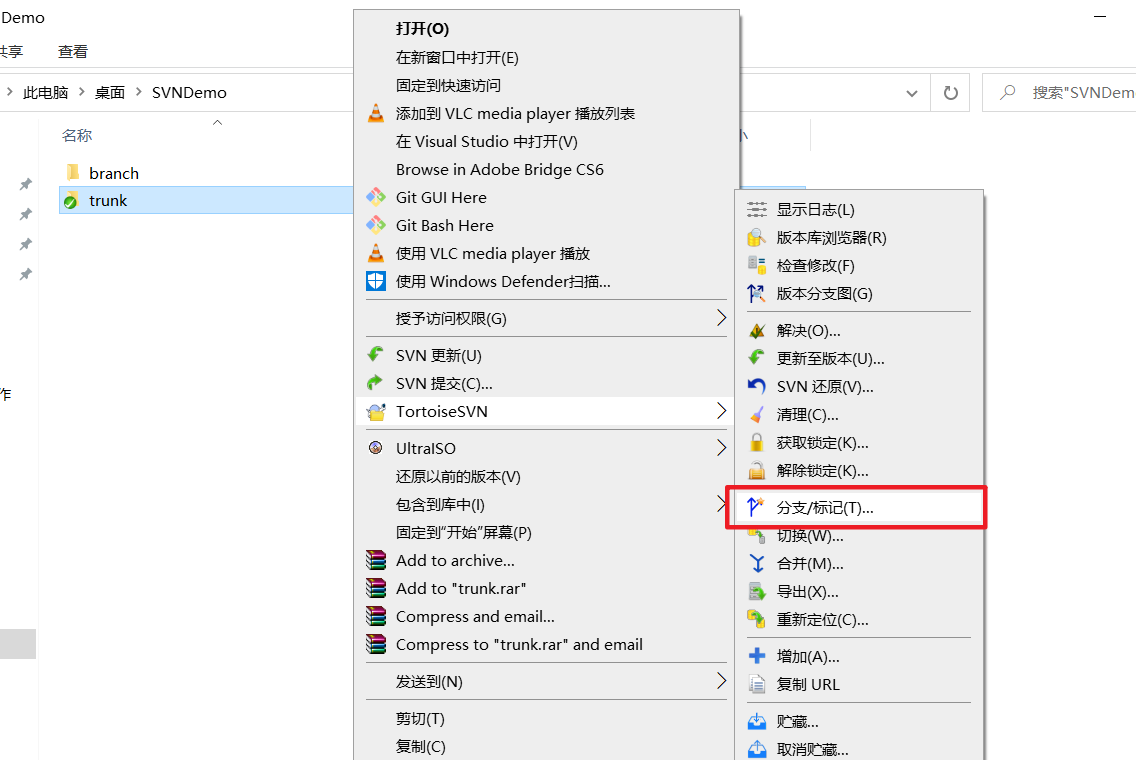 Demo
共享 查看
此电脑 桌面 SVNDemo
搜索"SVNDem
名称
branch
trunk
作
打开(O)
在新窗口中打开(E)
固定到快速访问
添加到 VLC media player 播放列表
在 Visual Studio 中打开(V)
Browse in Adobe Bridge CS6
Git GUI Here
Git Bash Here
使用 VLC media player 播放
使用 Windows Defender扫描...
授予访问权限(G)
SVN 更新(U)
SVN 提交(C)...
TortoiseSVN
UltraISO
还原以前的版本(V)
包含到库中(I)
固定到"开始"屏幕(P)
Add to archive...
Add to "trunk.rar"
Compress and email...
Compress to "trunk.rar" and email
发送到(N)
剪切(T)
复制(C)
小
显示日志(L)
版本库浏览器(R)
检查修改(F)
版本分支图(G)
解决(O)...
更新至版本(U)...
SVN 还原(V)...
清理(C)...
获取锁定(K)...
解除锁定(K)...
分支/标记(T)...
切换(W)...
合并(M)...
导出(X)...
重新定位(C)...
增加(A)...
复制 URL
贮藏...
取消贮藏...